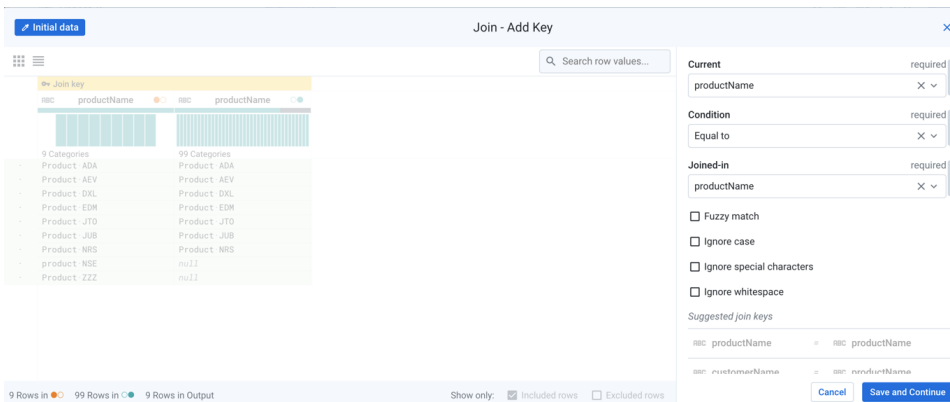 Initial data
Join - Add Key
Search row values...
Join key
ABC productName ABC productName
9 Categories 99 Categories
Product·ADA Product·ADA
Product·AEV Product·AEV
Product·DXL Product·DXL
Product·EDM Product·EDM
Product·JTO Product·JTO
Product·JUB Product·JUB
Product·NRS Product·NRS
product·NSE null
Product·ZZZ null
9 Rows in 99 Rows in 9 Rows in Output
Show only: Included rows Excluded rows
Current required
productName
Condition required
Equal to
Joined-in required
productName
Fuzzy match
Ignore case
Ignore special characters
Ignore whitespace
Suggested join keys
ABC productName = ABC productName
ABC customerName ABC productName
Cancel Save and Continue